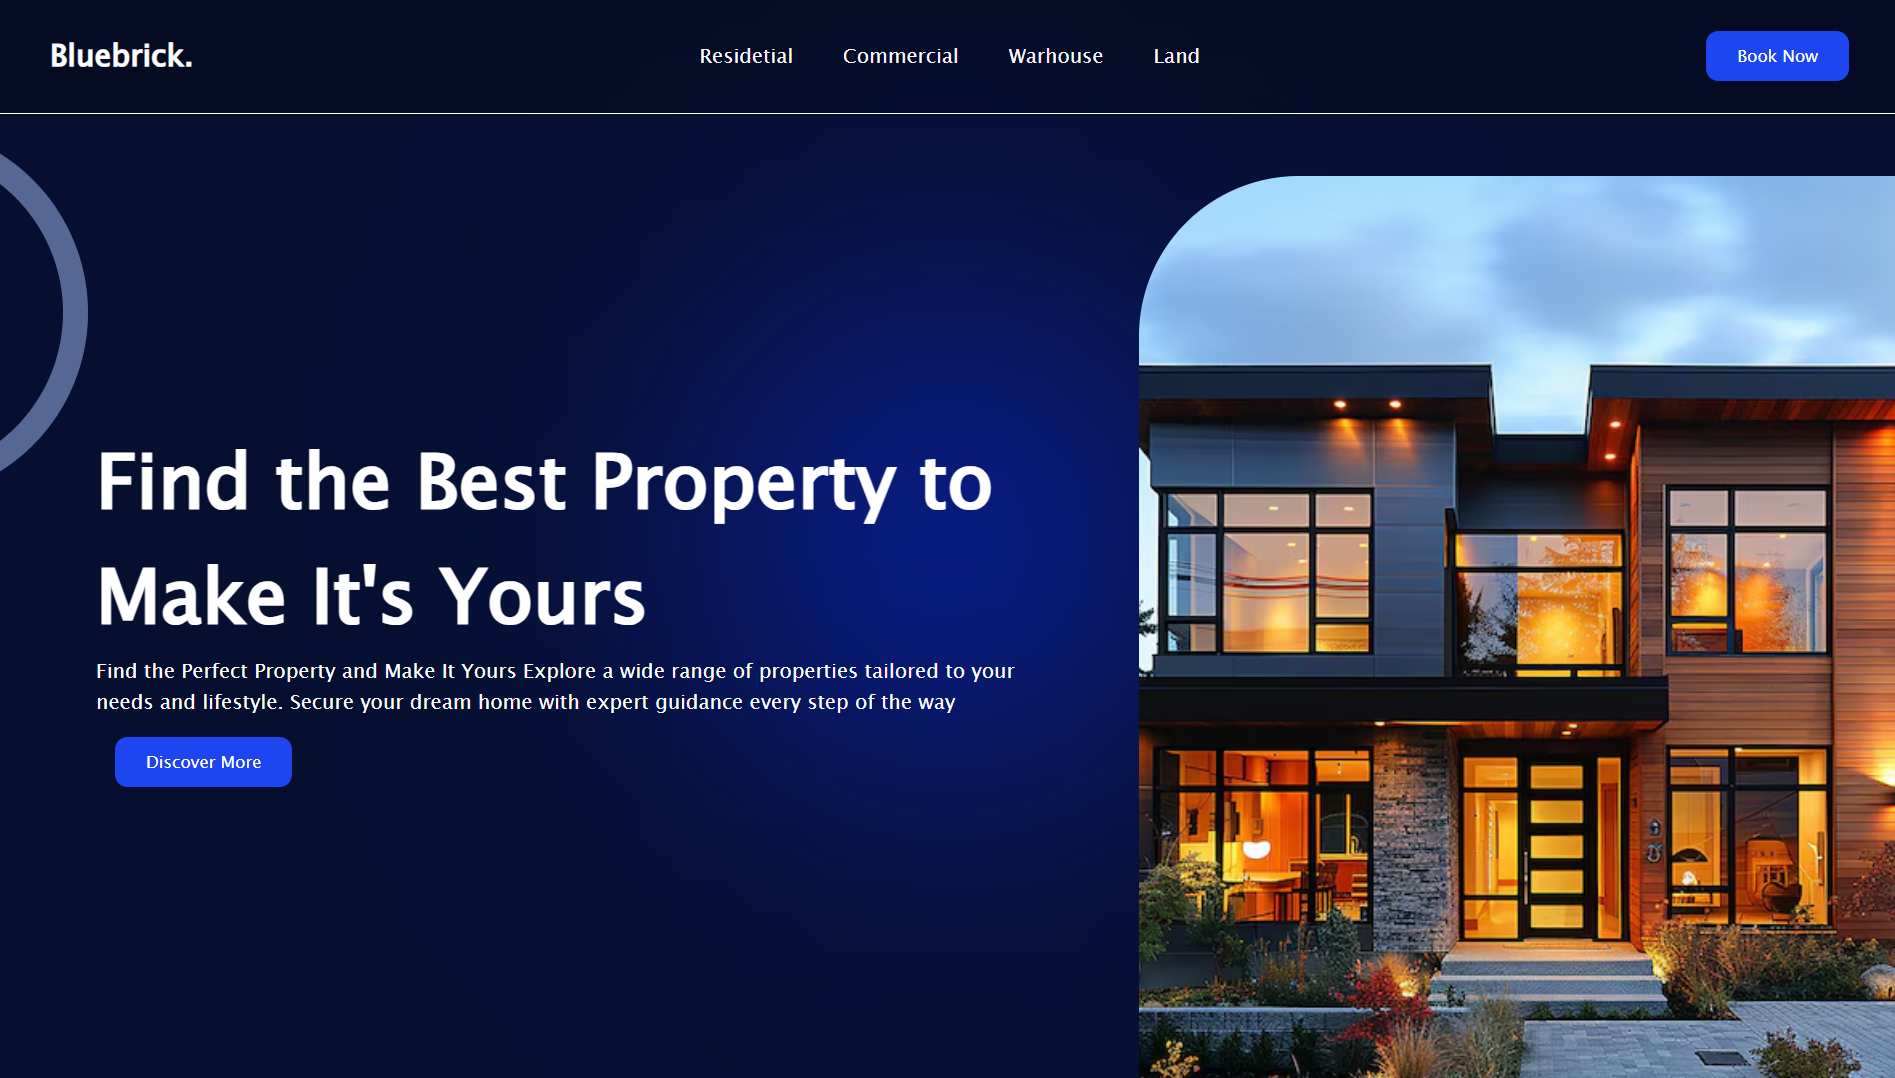 Bluebrick.
Residetial Commercial Warhouse Land
Book Now
Find the Best Property to
Make It's Yours
Find the Perfect Property and Make It Yours Explore a wide range of properties tailored to your
needs and lifestyle. Secure your dream home with expert guidance every step of the way
Discover More